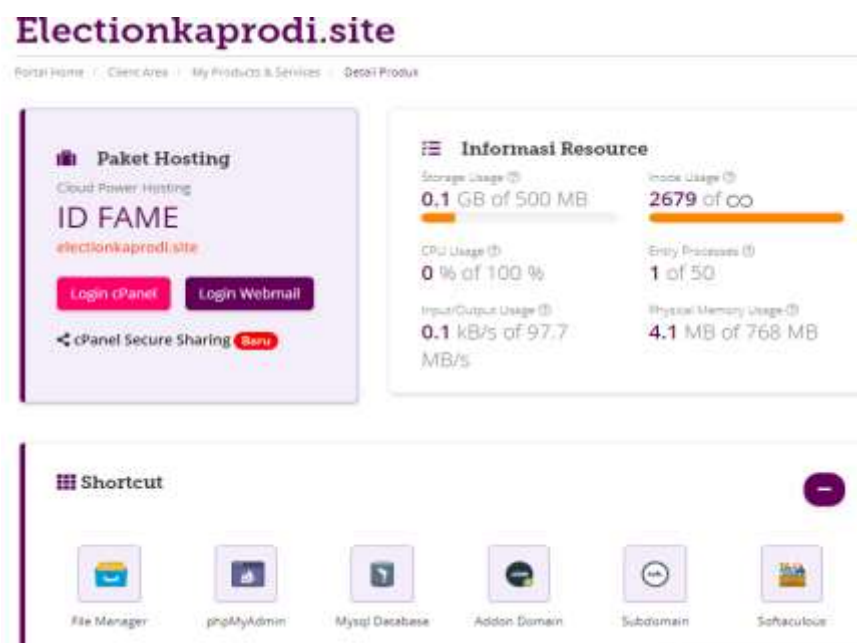 Electionkaprodi.site
Portal Home / Client Area / My Products & Services / Detail Produk
Paket Hosting
Cloud Power Hosting
ID FAME
electionkaprodi.site
Login cPanel
Login Webmail
cPanel Secure Sharing Baru
Informasi Resource
Storage Usage
0.1 GB of 500 MB
Inode Usage
2679 of ∞
CPU Usage
0 % of 100 %
Entry Processes
1 of 50
Input/Output Usage
0.1 kB/s of 97.7
MB/s
Physical Memory Usage
4.1 MB of 768 MB
Shortcut
File Manager
phpMyAdmin
Mysql Database
Addon Domain
Subdomain
Softaculous